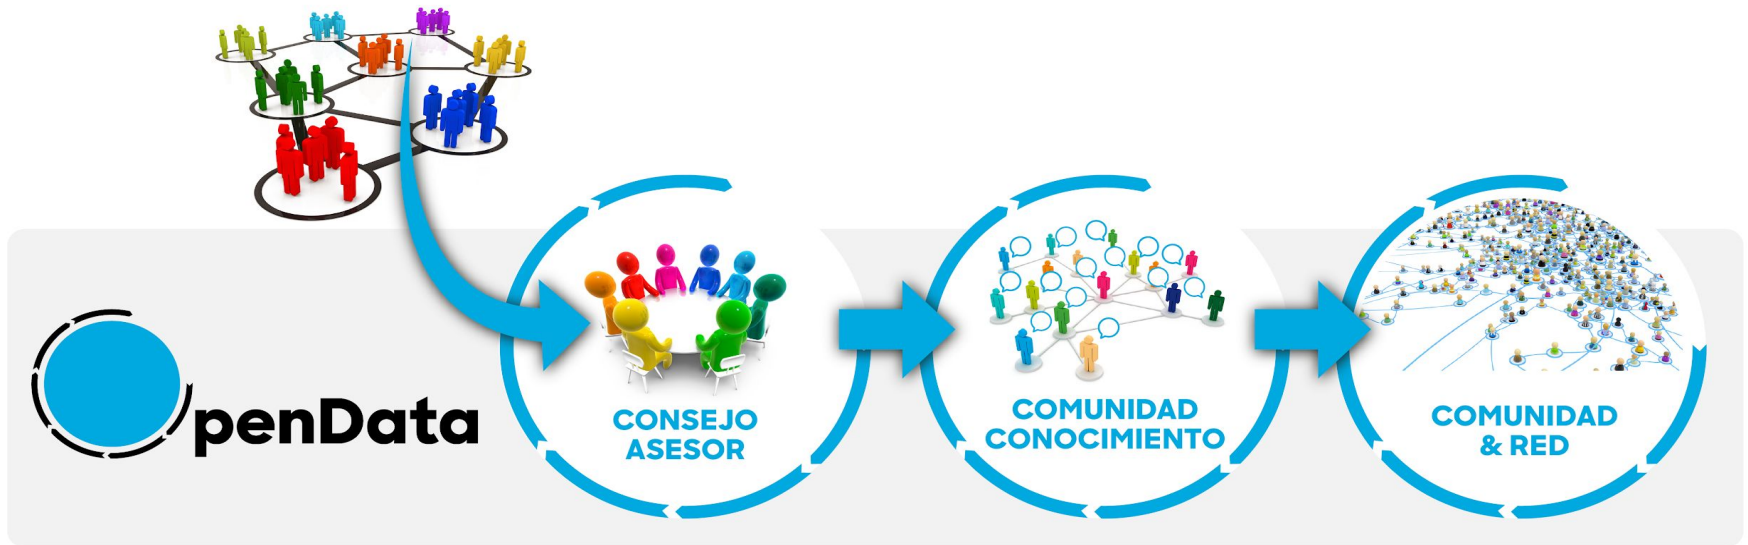 OpenData
CONSEJO
ASESOR
COMUNIDAD
CONOCIMIENTO
COMUNIDAD
& RED